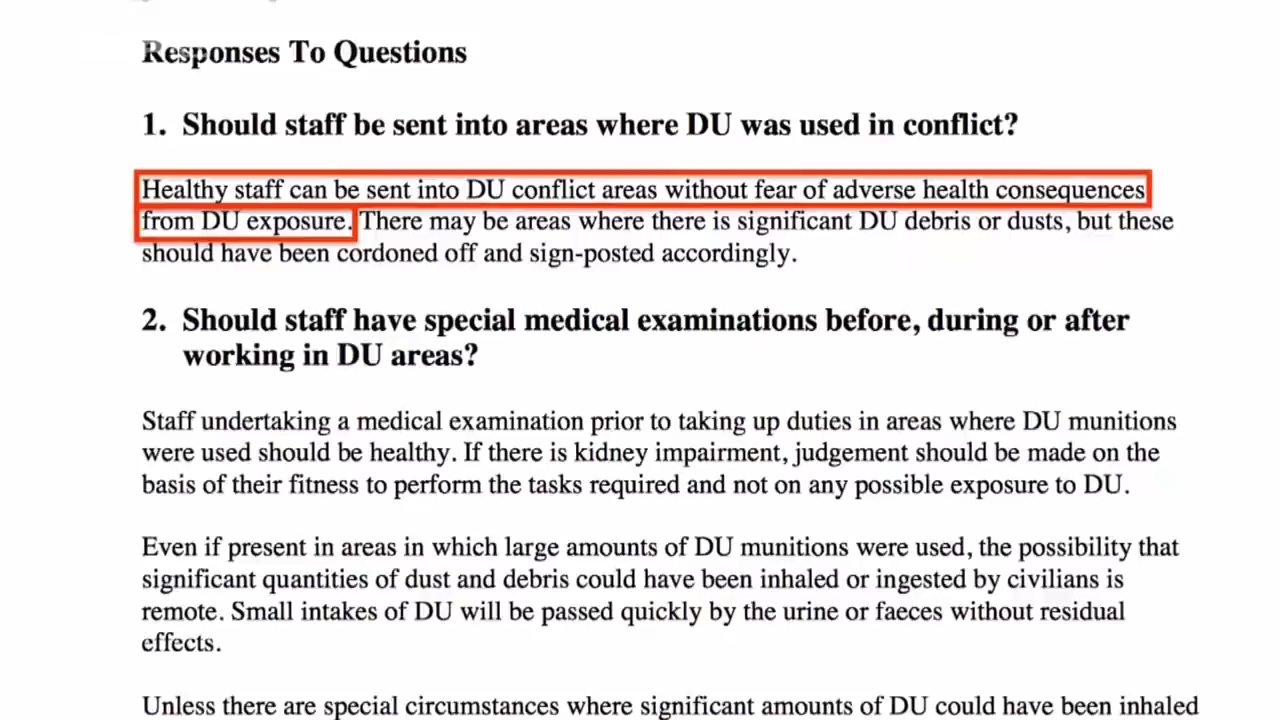 Responses To Questions
1. Should staff be sent into areas where DU was used in conflict?
Healthy staff can be sent into DU conflict areas without fear of adverse health consequences
from DU exposure. There may be areas where there is significant DU debris or dusts, but these
should have been cordoned off and sign-posted accordingly.
2. Should staff have special medical examinations before, during or after
working in DU areas?
Staff undertaking a medical examination prior to taking up duties in areas where DU munitions
were used should be healthy. If there is kidney impairment, judgement should be made on the
basis of their fitness to perform the tasks required and not on any possible exposure to DU.
Even if present in areas in which large amounts of DU munitions were used, the possibility that
significant quantities of dust and debris could have been inhaled or ingested by civilians is
remote. Small intakes of DU will be passed quickly by the urine or faeces without residual
effects.
Unless there are special circumstances where significant amounts of DU could have been inhaled